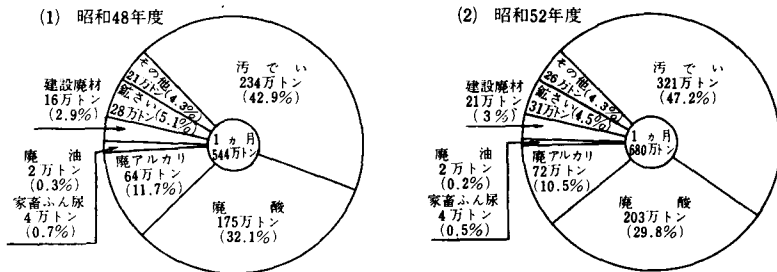 (1) 昭和48年度
汚でい
234万トン
(42.9%)
その他
21万トン(4.3%)
鉱さい
28万トン(5.1%)
建設廃材
16万トン
(2.9%)
1ヵ月
544万トン
廃油
2万トン
(0.3%)
家畜ふん尿
4万トン
(0.7%)
廃アルカリ
64万トン
(11.7%)
廃酸
175万トン
(32.1%)
(2) 昭和52年度
汚でい
321万トン
(47.2%)
その他
26万トン(4.3%)
鉱さい
31万トン(4.5%)
建設廃材
21万トン
(3%)
1ヵ月
680万トン
廃油
2万トン
(0.2%)
家畜ふん尿
4万トン
(0.5%)
廃アルカリ
72万トン
(10.5%)
廃酸
203万トン
(29.8%)